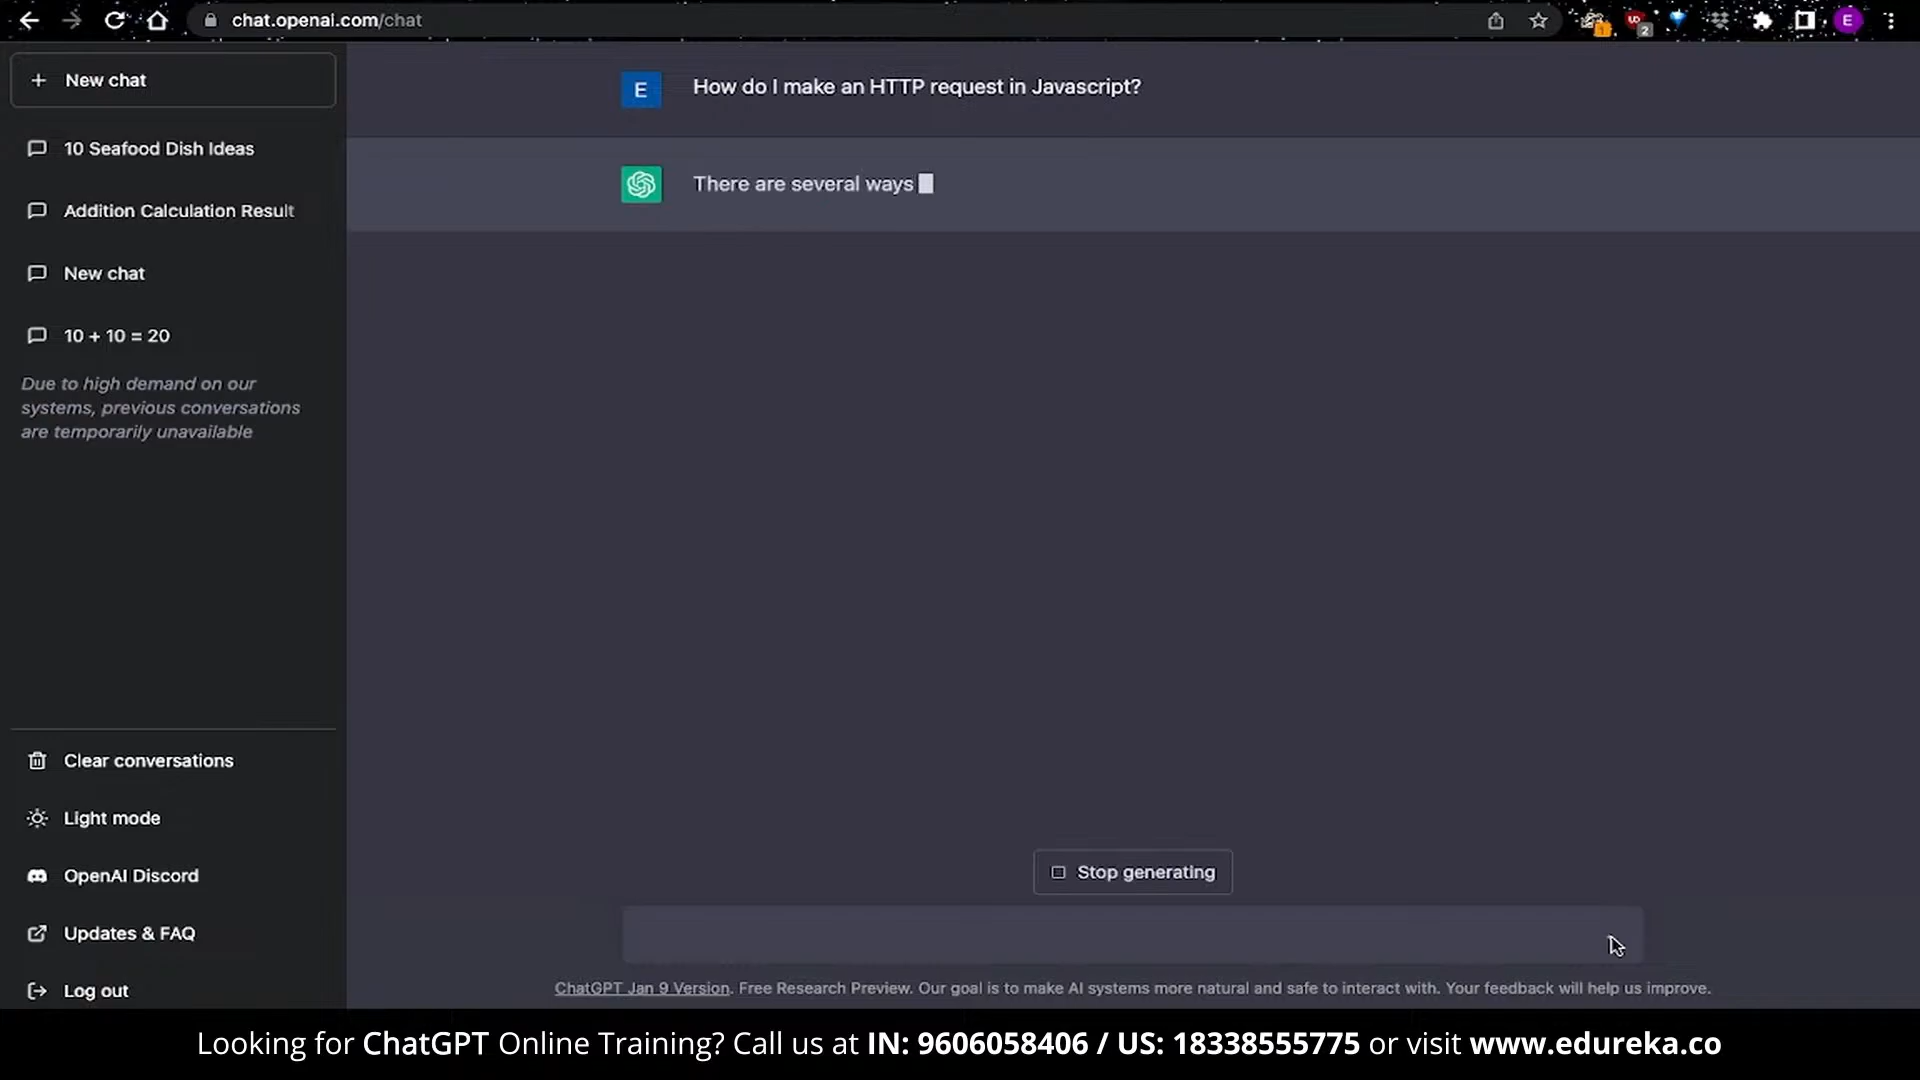 chat.openai.com/chat
E
New chat
10 Seafood Dish Ideas
Addition Calculation Result
New chat
10 + 10 = 20
Due to high demand on our
systems, previous conversations
are temporarily unavailable
Clear conversations
Light mode
OpenAI Discord
Updates & FAQ
Log out
E
How do I make an HTTP request in Javascript?
There are several ways
Stop generating
ChatGPT Jan 9 Version. Free Research Preview. Our goal is to make AI systems more natural and safe to interact with. Your feedback will help us improve.
Looking for ChatGPT Online Training? Call us at IN: 9606058406 / US: 18338555775 or visit www.edureka.co